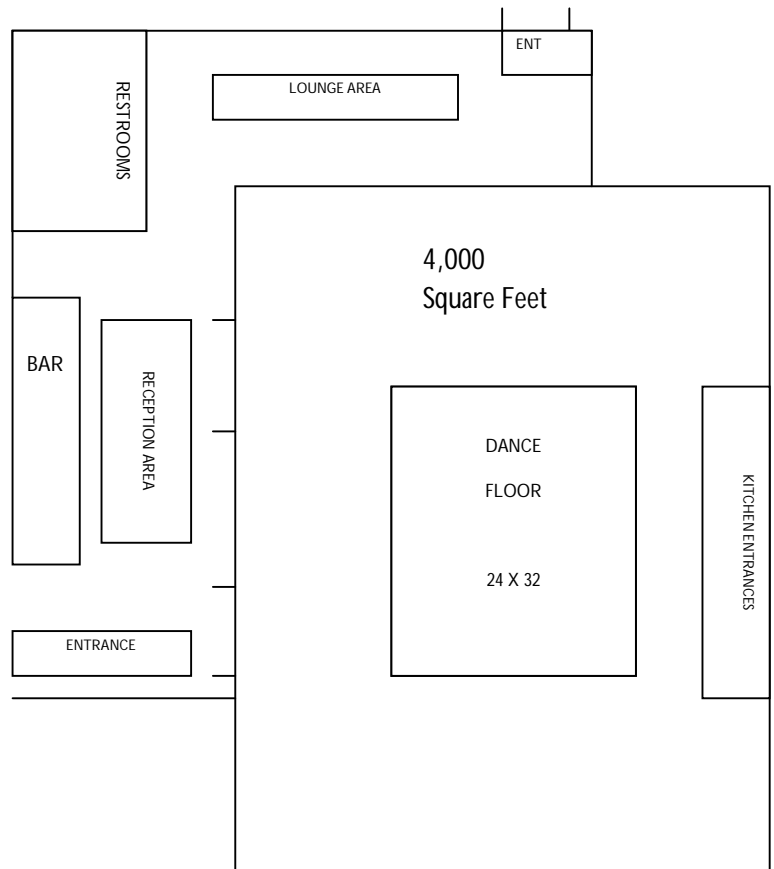 ENT
LOUNGE AREA
RESTROOMS
4,000
Square Feet
BAR
RECEPTION AREA
DANCE
FLOOR
24 X 32
KITCHEN ENTRANCES
ENTRANCE